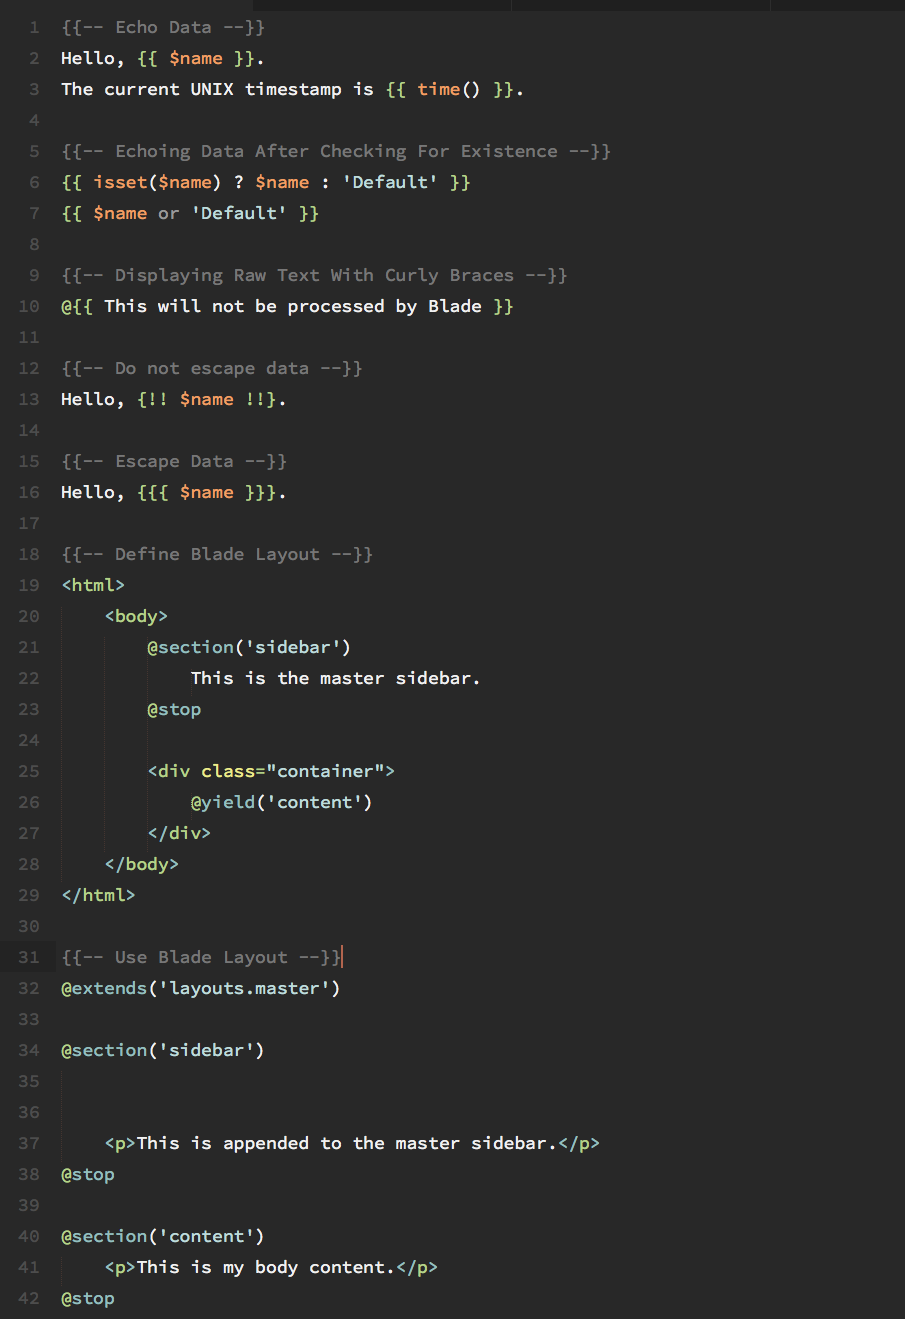 1 {{-- Echo Data --}}
2 Hello, {{ $name }}.
3 The current UNIX timestamp is {{ time() }}.
4
5 {{-- Echoing Data After Checking For Existence --}}
6 {{ isset($name) ? $name : 'Default' }}
7 {{ $name or 'Default' }}
8
9 {{-- Displaying Raw Text With Curly Braces --}}
10 @{{ This will not be processed by Blade }}
11
12 {{-- Do not escape data --}}
13 Hello, {!! $name !!}.
14
15 {{-- Escape Data --}}
16 Hello, {{{ $name }}}.
17
18 {{-- Define Blade Layout --}}
19 <html>
20     <body>
21         @section('sidebar')
22             This is the master sidebar.
23         @stop
24
25         <div class="container">
26             @yield('content')
27         </div>
28     </body>
29 </html>
30
31 {{-- Use Blade Layout --}}
32 @extends('layouts.master')
33
34 @section('sidebar')
35
36
37     <p>This is appended to the master sidebar.</p>
38 @stop
39
40 @section('content')
41     <p>This is my body content.</p>
42 @stop